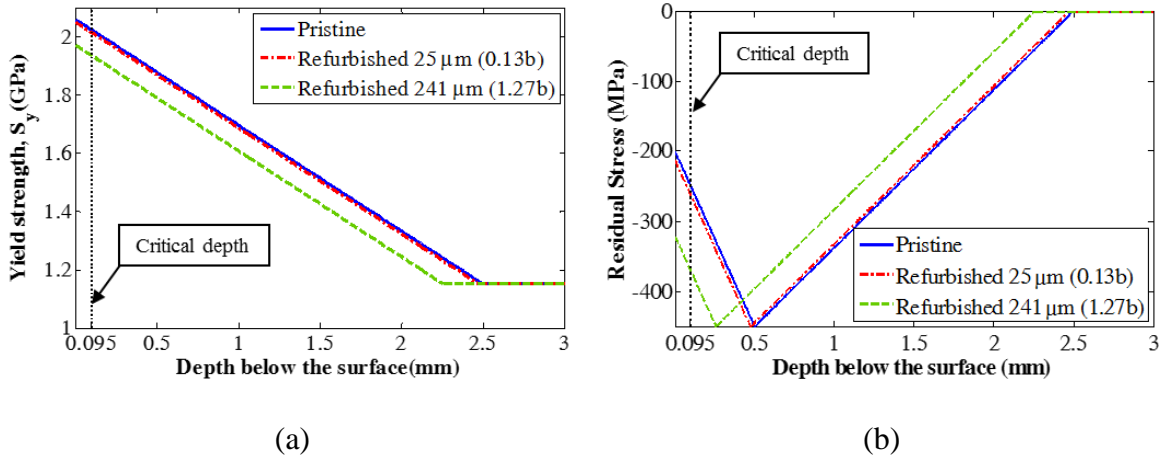 2
1.8
1.6
1.4
1.2
1
Yield strength, S_y (GPa)
Pristine
Refurbished 25 µm (0.13b)
Refurbished 241 µm (1.27b)
Critical depth
0.095 0.5 1 1.5 2 2.5 3
Depth below the surface(mm)
(a)
0
-100
-200
-300
-400
Residual Stress (MPa)
Critical depth
Pristine
Refurbished 25 µm (0.13b)
Refurbished 241 µm (1.27b)
0.095 0.5 1 1.5 2 2.5 3
Depth below the surface (mm)
(b)